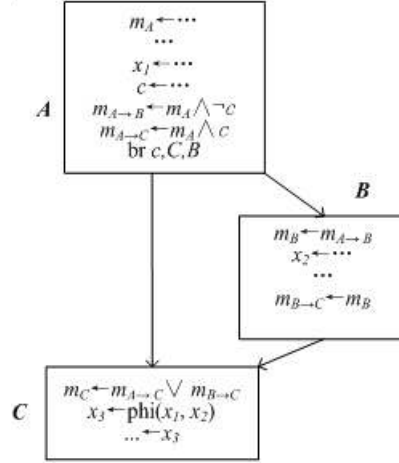 m_A←···
···
x_1←···
c←···
A
m_{A→B}←m_A∧¬c
m_{A→C}←m_A∧c
br c,C,B
B
m_B←m_{A→B}
x_2←···
···
m_{B→C}←m_B
C
m_C←m_{A→C}∨ m_{B→C}
x_3←phi(x_1, x_2)
...←x_3